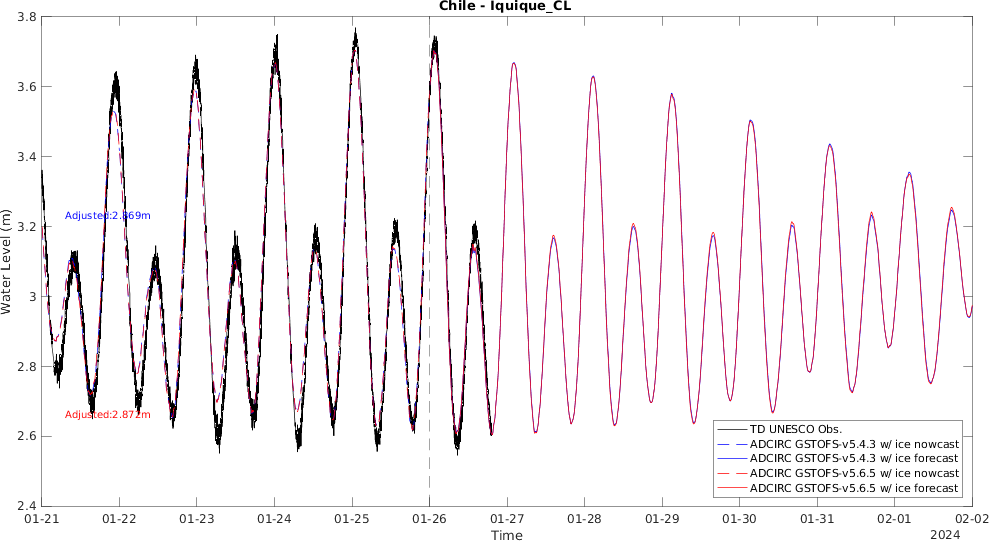 Chile - Iquique_CL
Water Level (m)
3.8
3.6
3.4
3.2
3
2.8
2.6
2.4
Adjusted:2.869m
Adjusted:2.872m
TD UNESCO Obs.
ADCIRC GSTOFS-v5.4.3 w/ ice nowcast
ADCIRC GSTOFS-v5.4.3 w/ ice forecast
ADCIRC GSTOFS-v5.6.5 w/ ice nowcast
ADCIRC GSTOFS-v5.6.5 w/ ice forecast
01-21 01-22 01-23 01-24 01-25 01-26 01-27 01-28 01-29 01-30 01-31 02-01 02-02
Time
2024